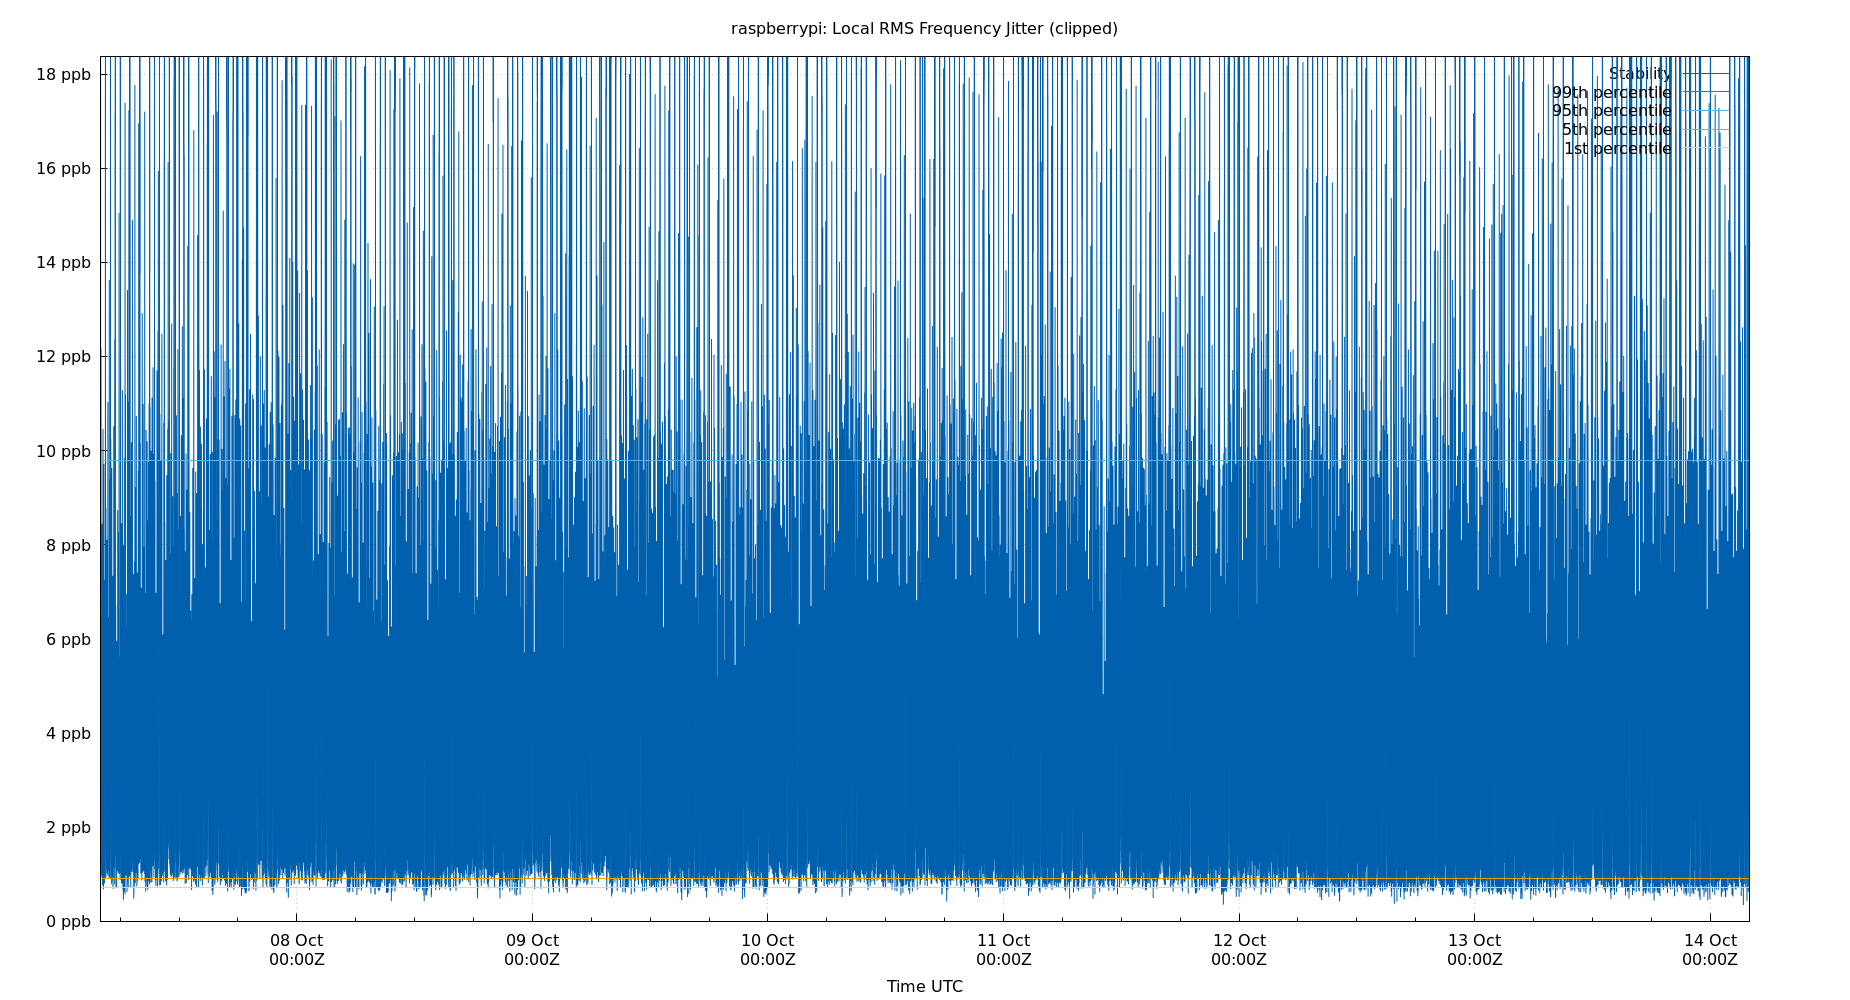 raspberrypi: Local RMS Frequency Jitter (clipped)
18 ppb
16 ppb
14 ppb
12 ppb
10 ppb
8 ppb
6 ppb
4 ppb
2 ppb
0 ppb
Stability
99th percentile
95th percentile
5th percentile
1st percentile
08 Oct
00:00Z
09 Oct
00:00Z
10 Oct
00:00Z
11 Oct
00:00Z
12 Oct
00:00Z
13 Oct
00:00Z
14 Oct
00:00Z
Time UTC